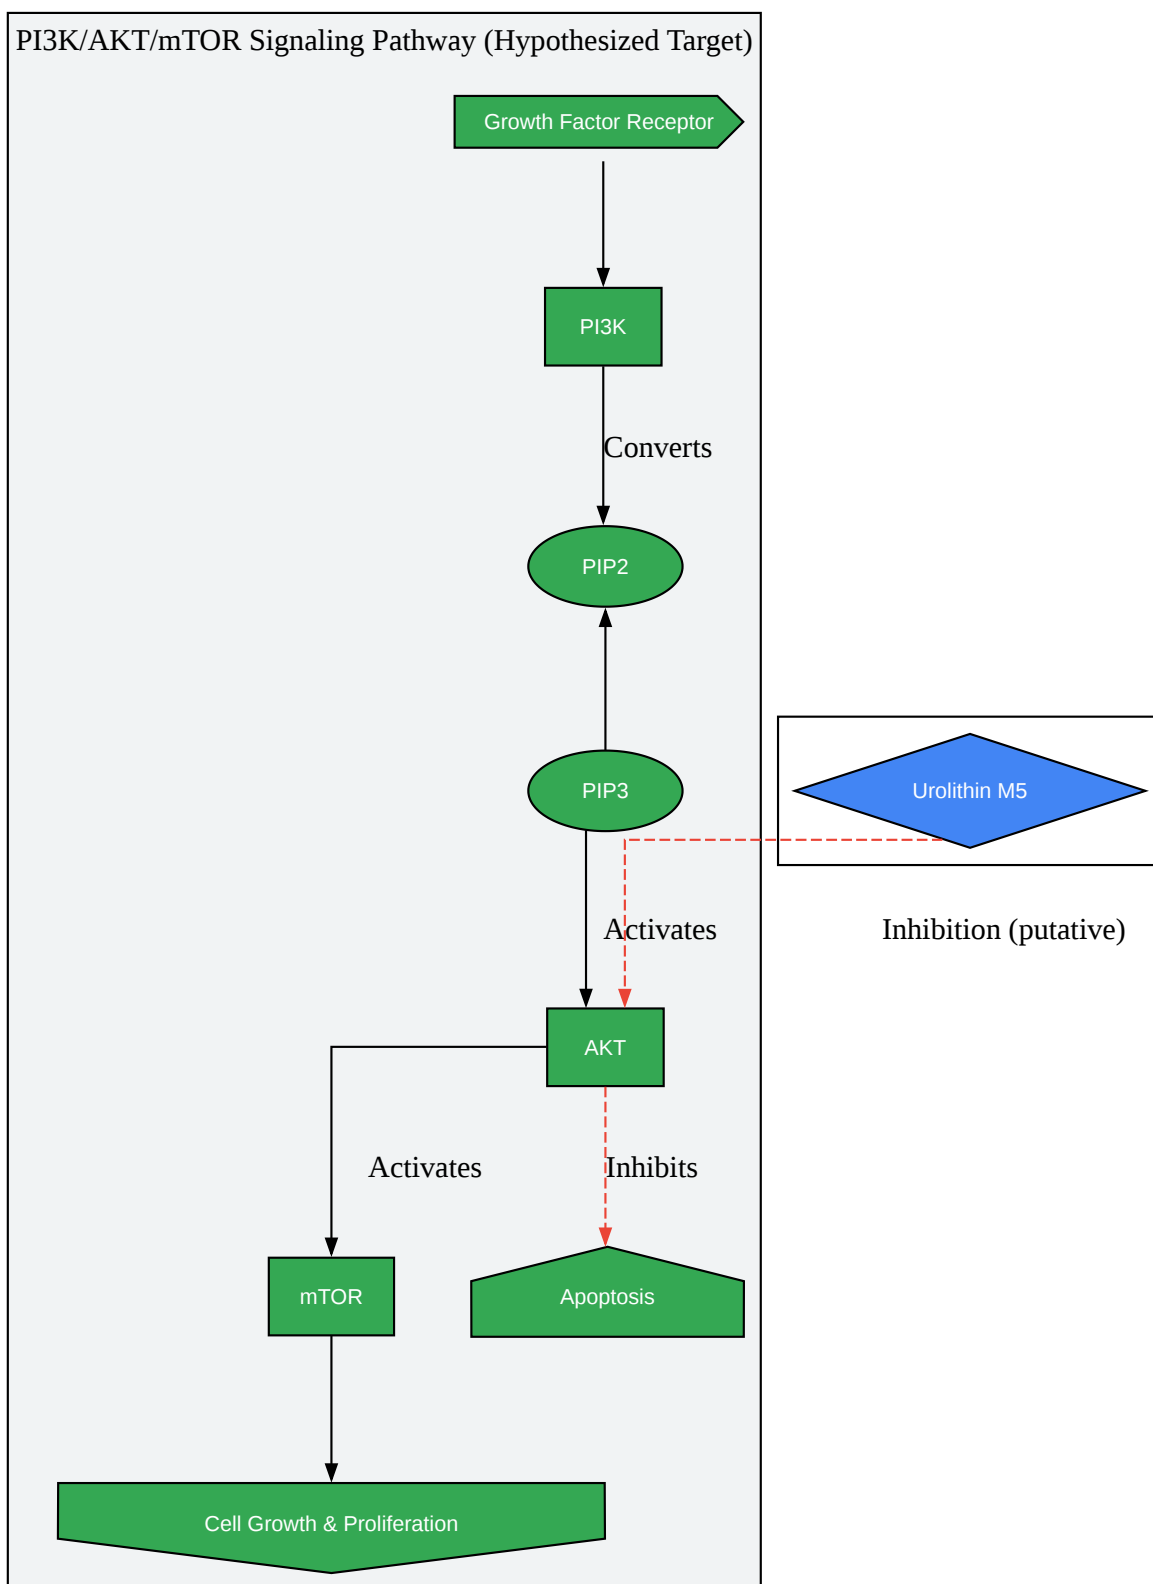 PI3K/AKT/mTOR Signaling Pathway (Hypothesized Target)
Growth Factor Receptor
PI3K
Converts
PIP2
PIP3
Urolithin M5
Activates
Inhibition (putative)
AKT
Activates
Inhibits
mTOR
Apoptosis
Cell Growth & Proliferation